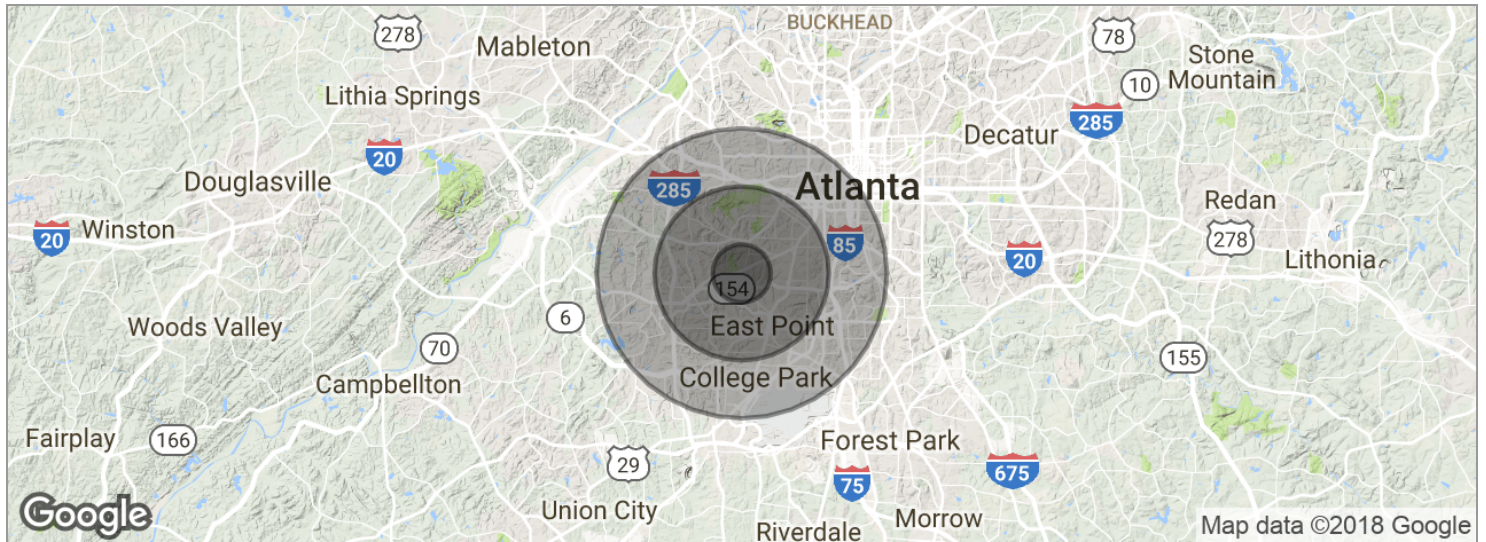 BUCKHEAD
278
Mableton
78
Stone
Mountain
Lithia Springs
10
285
Decatur
20
Douglasville
285
Atlanta
Redan
20
Winston
85
278
20
Lithonia
154
6
East Point
Woods Valley
70
155
Campbellton
College Park
Fairplay
166
Forest Park
29
75
675
Google
Union City
Riverdale
Morrow
Map data ©2018 Google